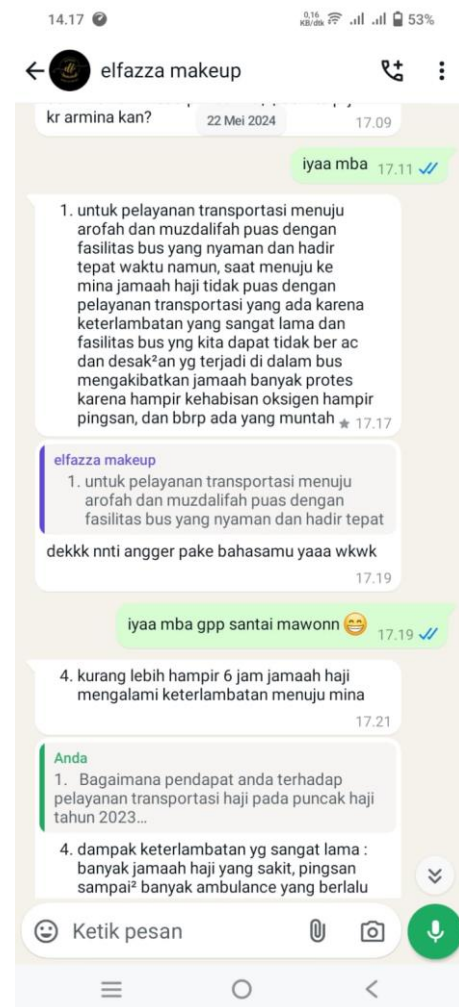 14.17
0,16
KB/dtk
53%
elfazza makeup
kr armina kan?
17.09
22 Mei 2024
iyaa mba 17.11
1. untuk pelayanan transportasi menuju
arofah dan muzdalifah puas dengan
fasilitas bus yang nyaman dan hadir
tepat waktu namun, saat menuju ke
mina jamaah haji tidak puas dengan
pelayanan transportasi yang ada karena
keterlambatan yang sangat lama dan
fasilitas bus yng kita dapat tidak ber ac
dan desak²an yg terjadi di dalam bus
mengakibatkan jamaah banyak protes
karena hampir kehabisan oksigen hampir
pingsan, dan bbrp ada yang muntah ★ 17.17
elfazza makeup
1. untuk pelayanan transportasi menuju
arofah dan muzdalifah puas dengan
fasilitas bus yang nyaman dan hadir tepat
dekkk nnti angger pake bahasamu yaaa wkwk
17.19
iyaa mba gpp santai mawonn 😁 17.19
4. kurang lebih hampir 6 jam jamaah haji
mengalami keterlambatan menuju mina
17.21
Anda
1. Bagaimana pendapat anda terhadap
pelayanan transportasi haji pada puncak haji
tahun 2023...
4. dampak keterlambatan yg sangat lama :
banyak jamaah haji yang sakit, pingsan
sampai² banyak ambulance yang berlalu
Ketik pesan